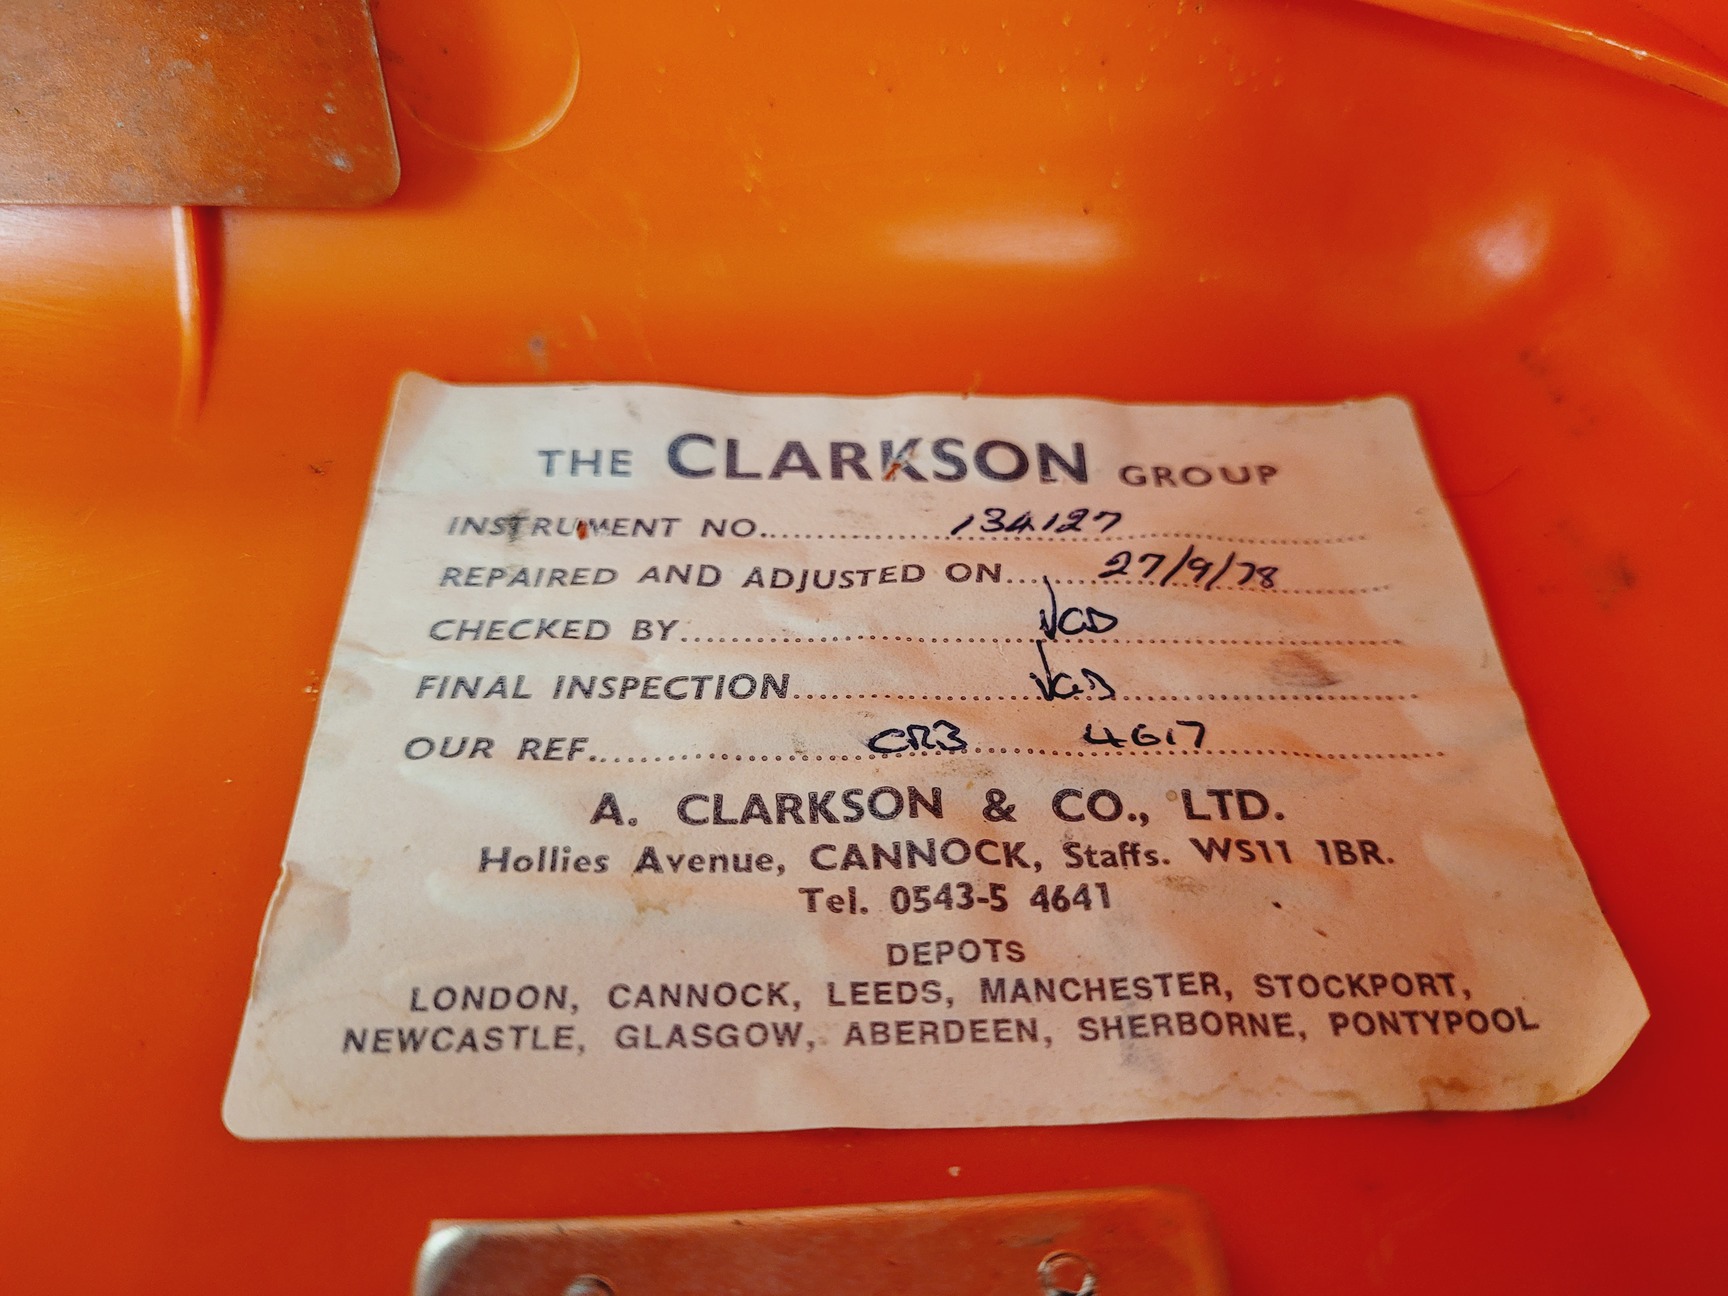 THE CLARKSON GROUP
INSTRUMENT NO. 134127
REPAIRED AND ADJUSTED ON 27/9/78
CHECKED BY VCD
FINAL INSPECTION VCD
OUR REF. CR3 4617
A. CLARKSON & CO., LTD.
Hollies Avenue, CANNOCK, Staffs. WS11 1BR.
Tel. 0543-5 4641
DEPOTS
LONDON, CANNOCK, LEEDS, MANCHESTER, STOCKPORT,
NEWCASTLE, GLASGOW, ABERDEEN, SHERBORNE, PONTYPOOL